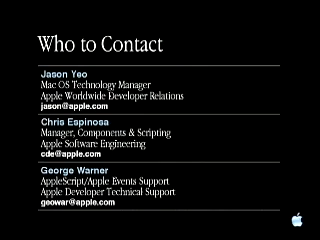 Who to Contact
Jason Yeo
Mac OS Technology Manager
Apple Worldwide Developer Relations
jason@apple.com
Chris Espinosa
Manager, Components & Scripting
Apple Software Engineering
cde@apple.com
George Warner
AppleScript/Apple Events Support
Apple Developer Technical Support
geowar@apple.com